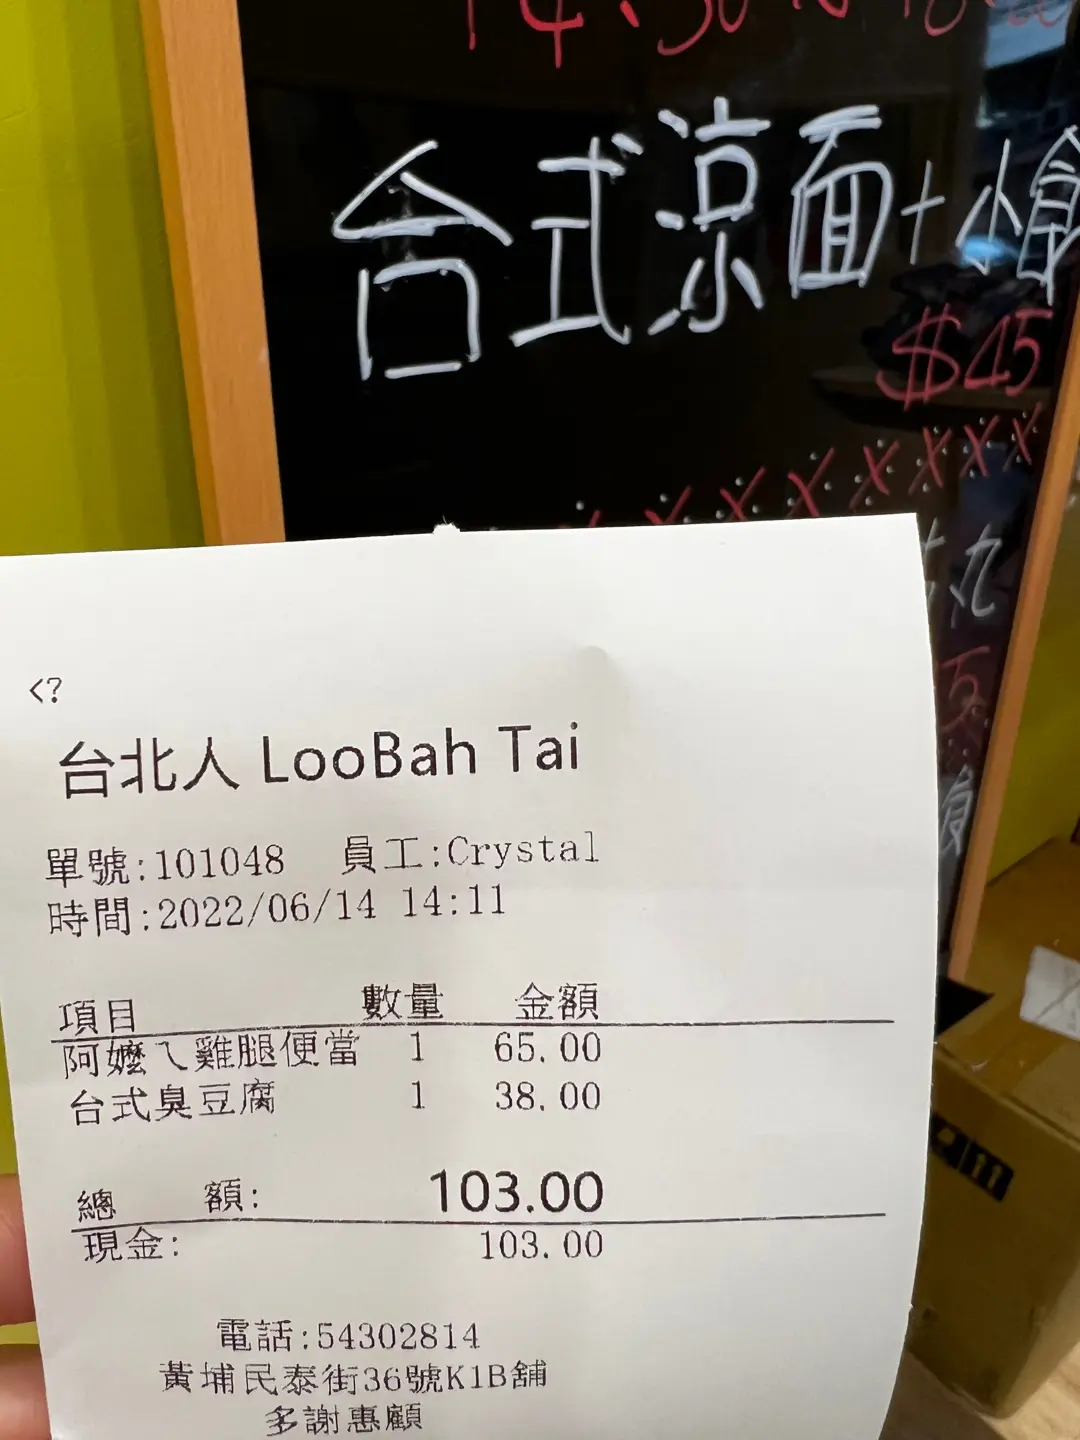 台式涼面+小食
$45
<?
台北人 LooBah Tai
單號:101048 員工:Crystal
時間:2022/06/14 14:11
項目 數量 金額
阿嬤ㄟ雞腿便當 1 65.00
台式臭豆腐 1 38.00
總 額: 103.00
現金: 103.00
電話:54302814
黃埔民泰街36號K1B舖
多謝惠顧